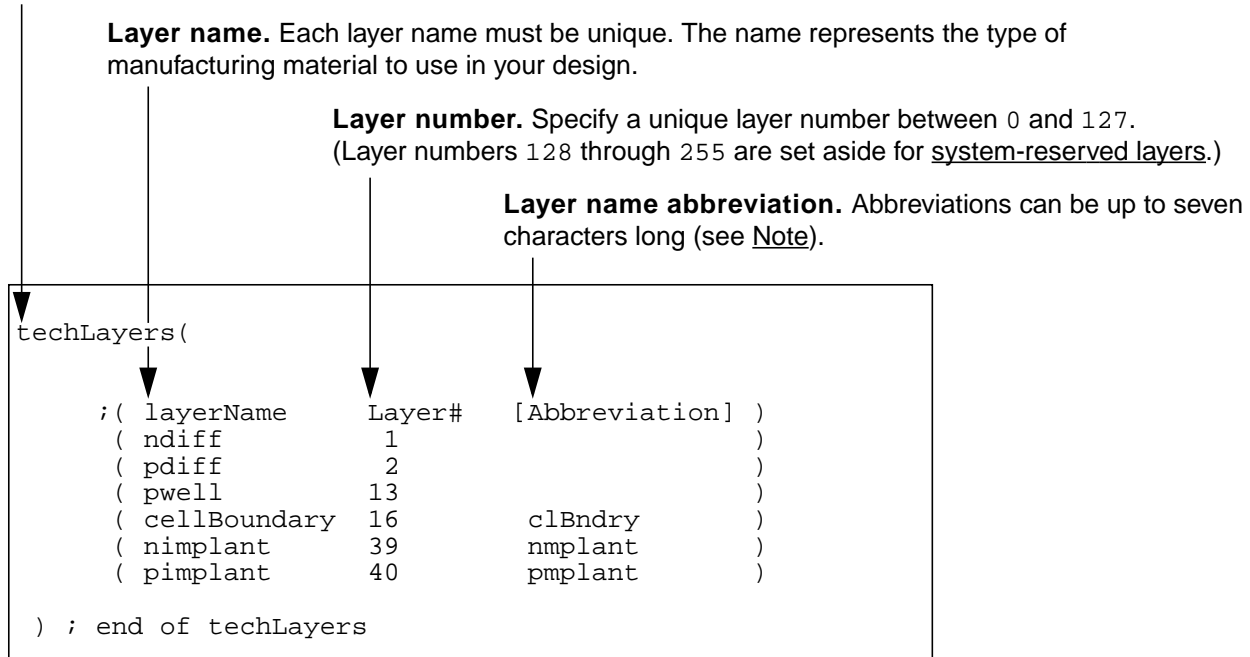 Layer name. Each layer name must be unique. The name represents the type of
manufacturing material to use in your design.
Layer number. Specify a unique layer number between 0 and 127.
(Layer numbers 128 through 255 are set aside for system-reserved layers.)
Layer name abbreviation. Abbreviations can be up to seven
characters long (see Note).
techLayers(
;( layerName Layer# [Abbreviation] )
( ndiff 1 )
( pdiff 2 )
( pwell 13 )
( cellBoundary 16 clBndry )
( nimplant 39 nmplant )
( pimplant 40 pmplant )
) ; end of techLayers